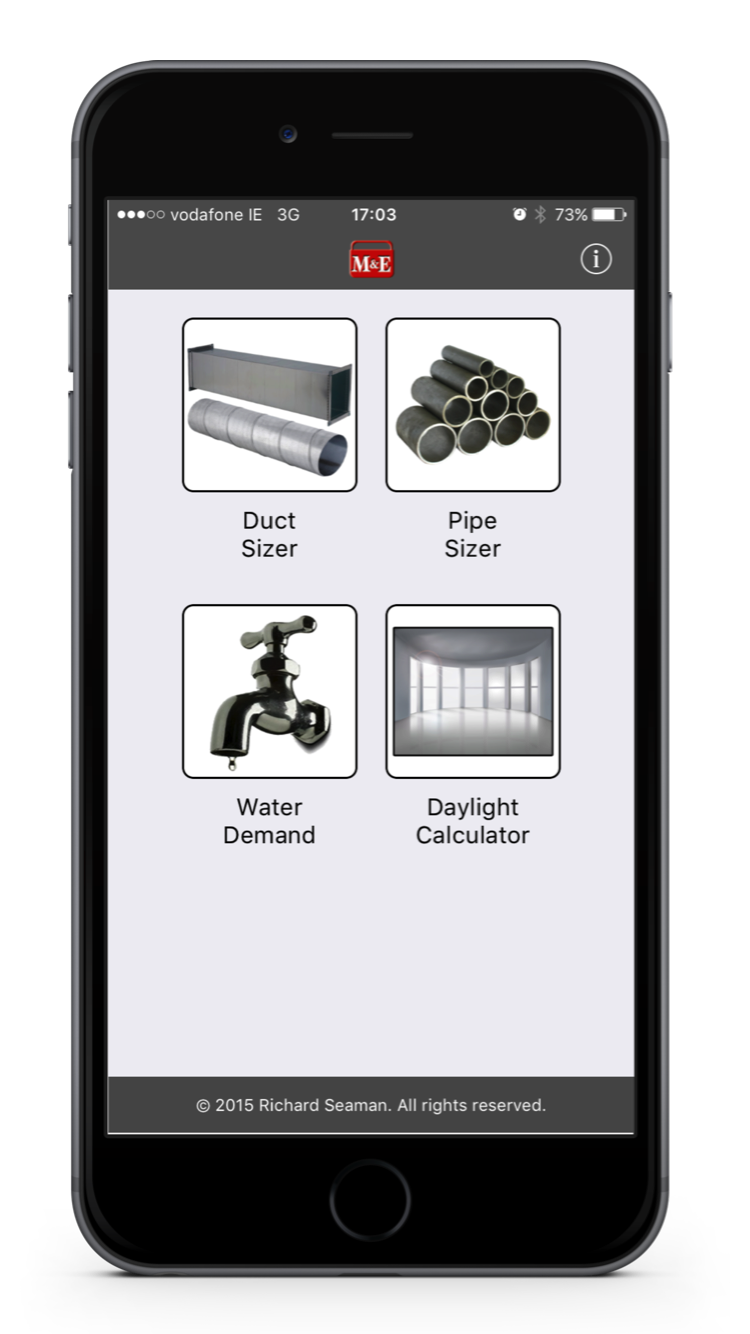 vodafone IE 3G 17:03 73%
M&E
i
Duct
Sizer
Pipe
Sizer
Water
Demand
Daylight
Calculator
© 2015 Richard Seaman. All rights reserved.